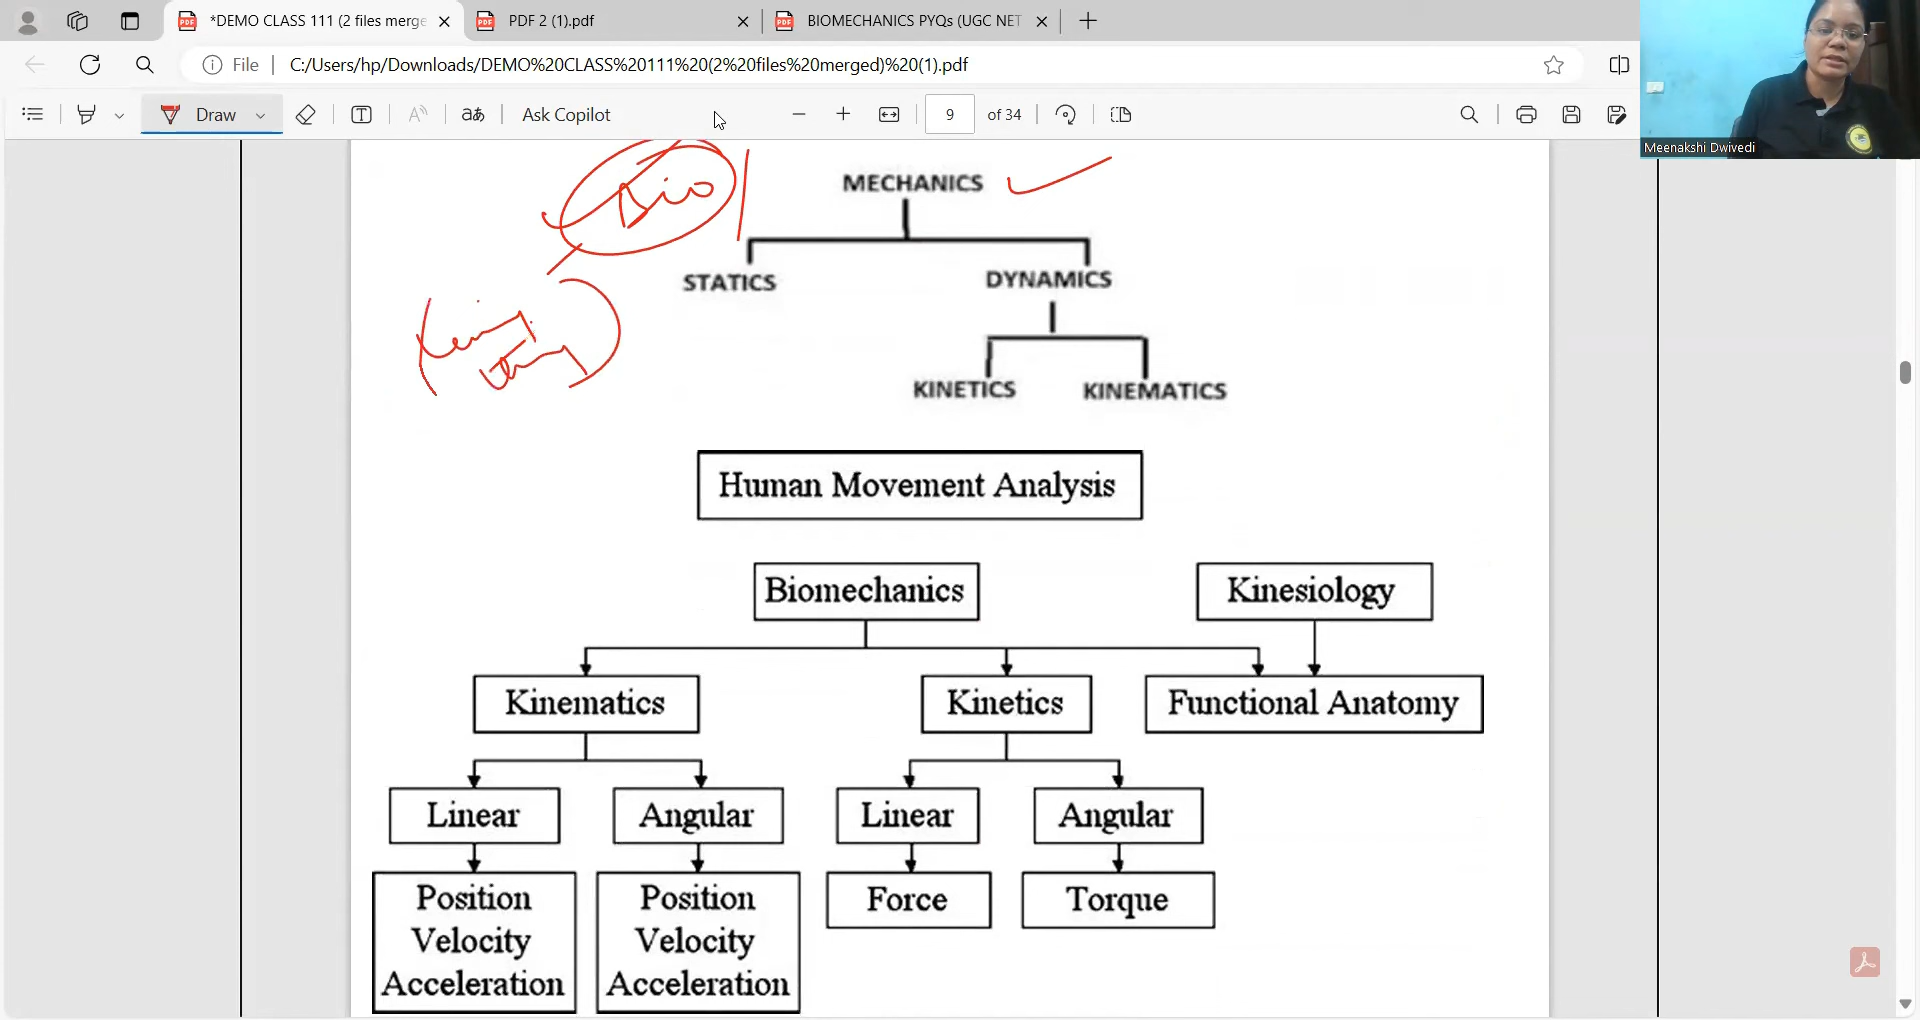 *DEMO CLASS 111 (2 files merge
PDF 2 (1).pdf
BIOMECHANICS PYQs (UGC NET
File
C:/Users/hp/Downloads/DEMO%20CLASS%20111%20(2%20files%20merged)%20(1).pdf
Draw
T
aあ
Ask Copilot
9
of 34
Meenakshi Dwivedi
Bio
MECHANICS
STATICS
DYNAMICS
KINETICS
KINEMATICS
Human Movement Analysis
Biomechanics
Kinesiology
Kinematics
Kinetics
Functional Anatomy
Linear
Angular
Linear
Angular
Position
Velocity
Acceleration
Position
Velocity
Acceleration
Force
Torque